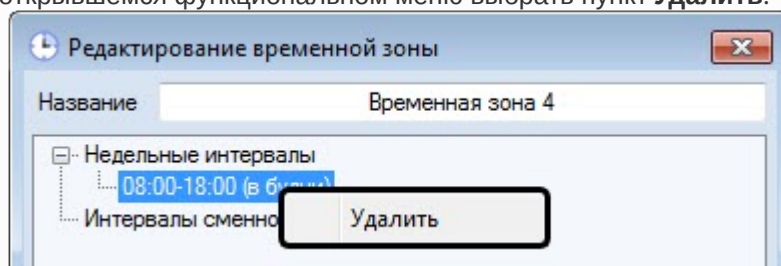 открывшемся функциональном меню выбрать пункт Удалить.
Редактирование временной зоны
Название Временная зона 4
Недельные интервалы
08:00-18:00 (в будни)
Интервалы сменно
Удалить